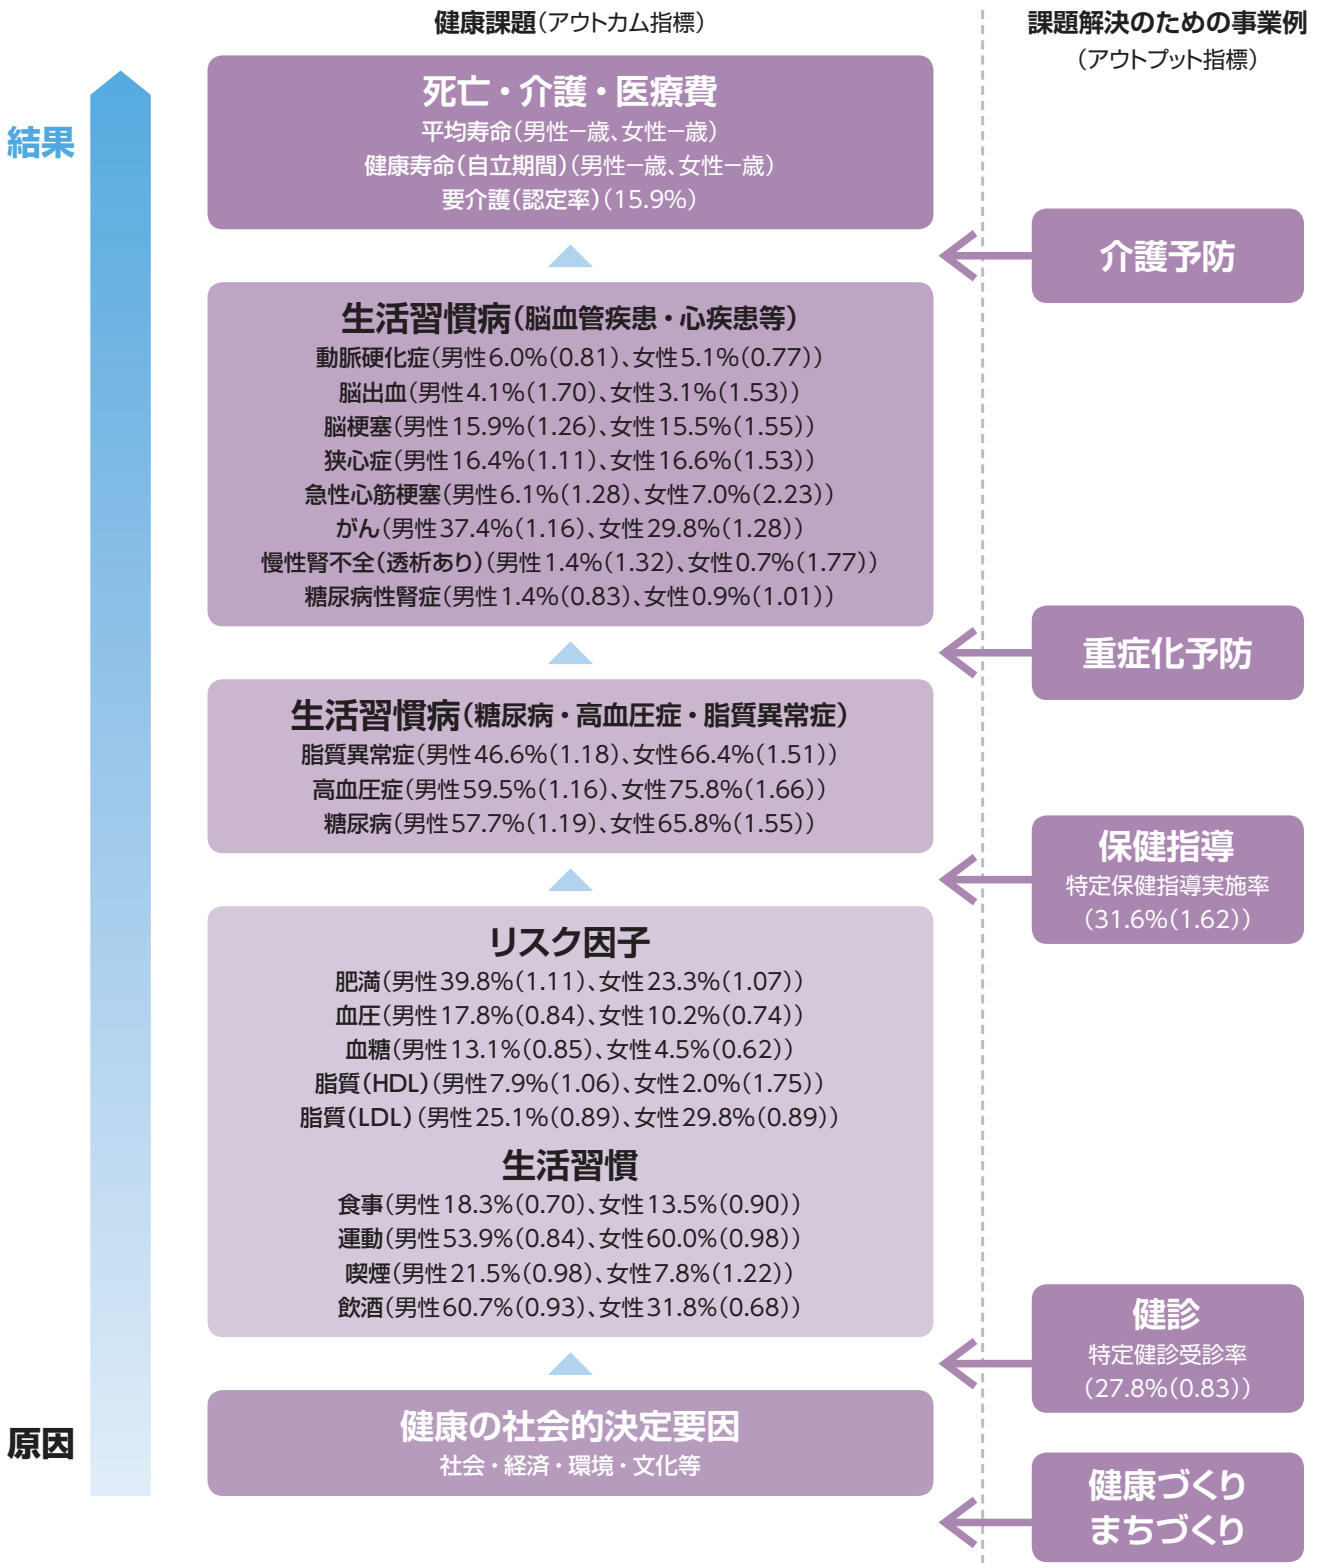 健康課題(アウトカム指標)
課題解決のための事業例
(アウトプット指標)
結果
死亡・介護・医療費
平均寿命(男性ー歳、女性ー歳)
健康寿命(自立期間)(男性ー歳、女性ー歳)
要介護(認定率)(15.9%)
介護予防
生活習慣病(脳血管疾患・心疾患等)
動脈硬化症(男性6.0%(0.81)、女性5.1%(0.77))
脳出血(男性4.1%(1.70)、女性3.1%(1.53))
脳梗塞(男性15.9%(1.26)、女性15.5%(1.55))
狭心症(男性16.4%(1.11)、女性16.6%(1.53))
急性心筋梗塞(男性6.1%(1.28)、女性7.0%(2.23))
がん(男性37.4%(1.16)、女性29.8%(1.28))
慢性腎不全(透析あり)(男性1.4%(1.32)、女性0.7%(1.77))
糖尿病性腎症(男性1.4%(0.83)、女性0.9%(1.01))
重症化予防
生活習慣病(糖尿病・高血圧症・脂質異常症)
脂質異常症(男性46.6%(1.18)、女性66.4%(1.51))
高血圧症(男性59.5%(1.16)、女性75.8%(1.66))
糖尿病(男性57.7%(1.19)、女性65.8%(1.55))
保健指導
特定保健指導実施率
(31.6%(1.62))
リスク因子
肥満(男性39.8%(1.11)、女性23.3%(1.07))
血圧(男性17.8%(0.84)、女性10.2%(0.74))
血糖(男性13.1%(0.85)、女性4.5%(0.62))
脂質(HDL)(男性7.9%(1.06)、女性2.0%(1.75))
脂質(LDL)(男性25.1%(0.89)、女性29.8%(0.89))
生活習慣
食事(男性18.3%(0.70)、女性13.5%(0.90))
運動(男性53.9%(0.84)、女性60.0%(0.98))
喫煙(男性21.5%(0.98)、女性7.8%(1.22))
飲酒(男性60.7%(0.93)、女性31.8%(0.68))
健診
特定健診受診率
(27.8%(0.83))
原因
健康の社会的決定要因
社会・経済・環境・文化等
健康づくり
まちづくり